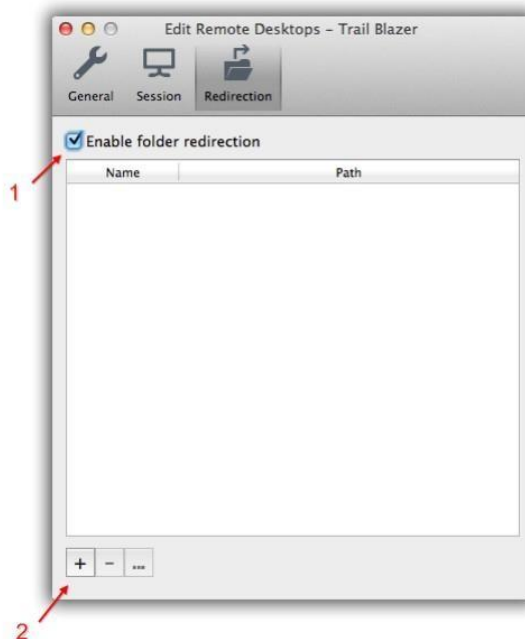 Edit Remote Desktops – Trail Blazer
General Session Redirection
Enable folder redirection
1
Name Path
+ – ...
2